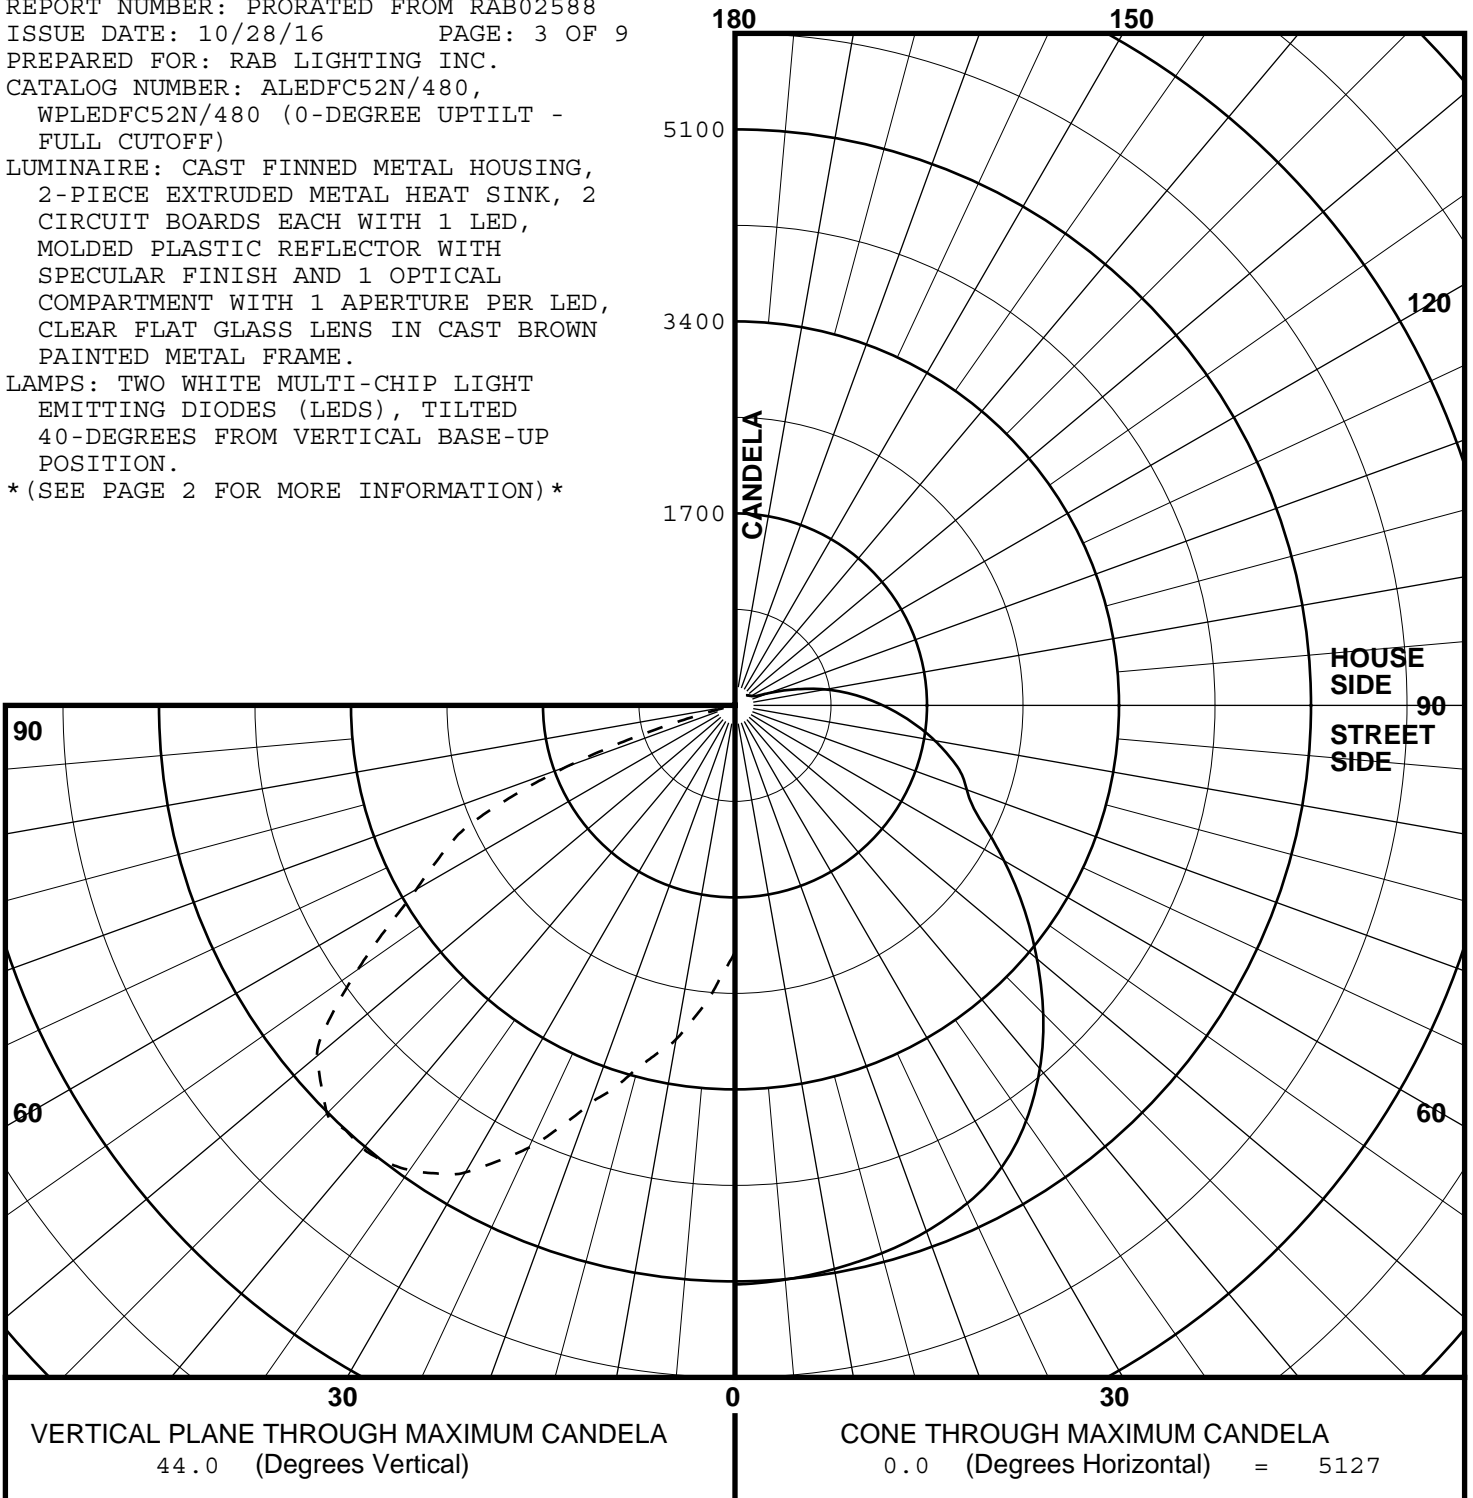 REPORT NUMBER: PRORATED FROM RAB02588
ISSUE DATE: 10/28/16 PAGE: 3 OF 9
PREPARED FOR: RAB LIGHTING INC.
CATALOG NUMBER: ALEDFC52N/480,
WPLEDFC52N/480 (0-DEGREE UPTILT -
FULL CUTOFF)
LUMINAIRE: CAST FINNED METAL HOUSING,
2-PIECE EXTRUDED METAL HEAT SINK, 2
CIRCUIT BOARDS EACH WITH 1 LED,
MOLDED PLASTIC REFLECTOR WITH
SPECULAR FINISH AND 1 OPTICAL
COMPARTMENT WITH 1 APERTURE PER LED,
CLEAR FLAT GLASS LENS IN CAST BROWN
PAINTED METAL FRAME.
LAMPS: TWO WHITE MULTI-CHIP LIGHT
EMITTING DIODES (LEDS), TILTED
40-DEGREES FROM VERTICAL BASE-UP
POSITION.
*(SEE PAGE 2 FOR MORE INFORMATION)*
180
150
5100
120
3400
CANDELA
1700
HOUSE
SIDE
90
90
STREET
SIDE
60
60
30
0
30
VERTICAL PLANE THROUGH MAXIMUM CANDELA
44.0 (Degrees Vertical)
CONE THROUGH MAXIMUM CANDELA
0.0 (Degrees Horizontal) = 5127